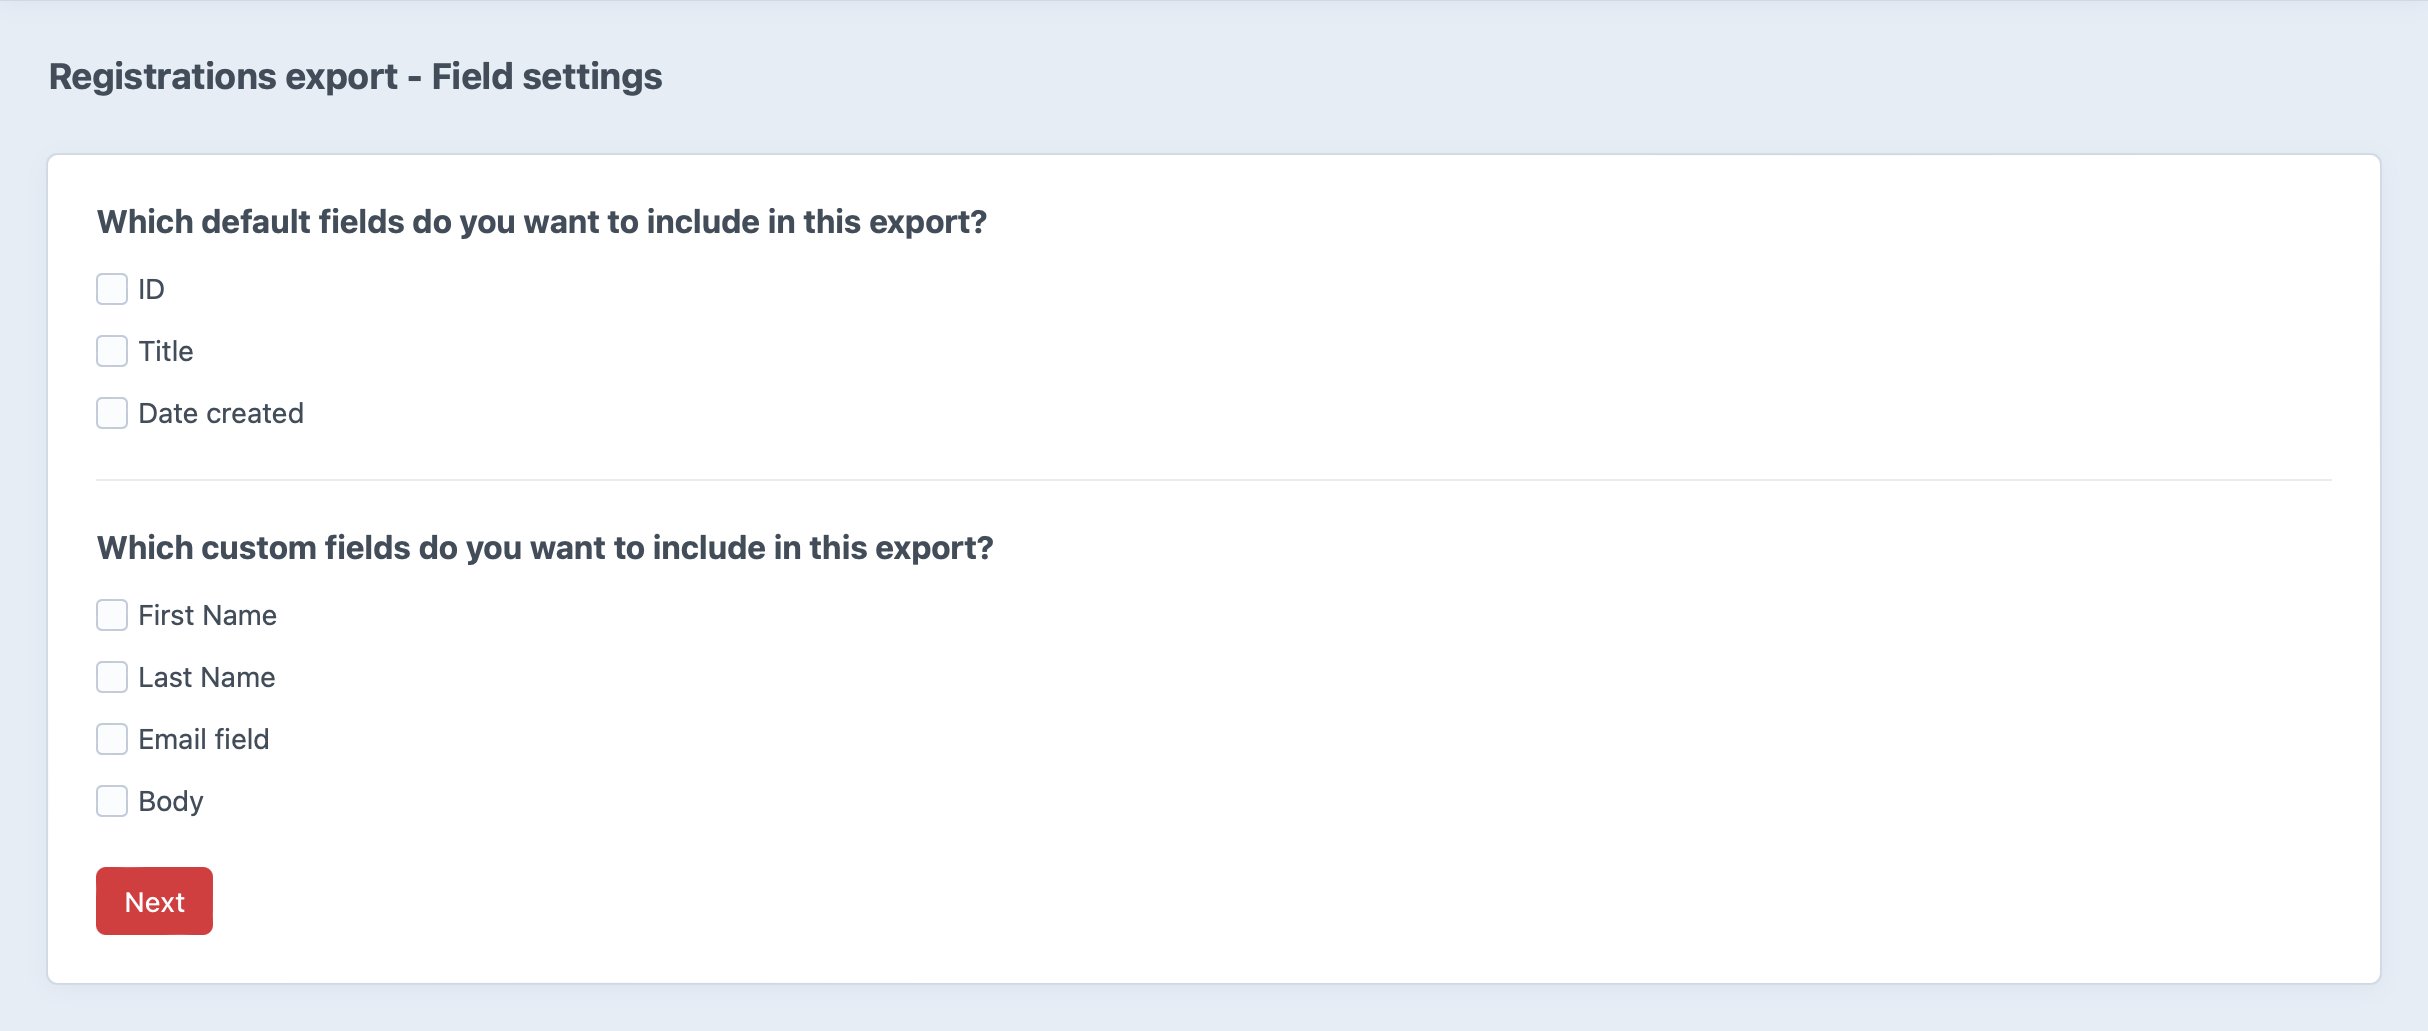 Registrations export - Field settings
Which default fields do you want to include in this export?
ID
Title
Date created
Which custom fields do you want to include in this export?
First Name
Last Name
Email field
Body
Next